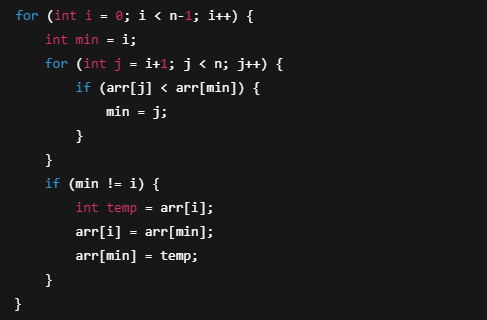 for (int i = 0; i < n-1; i++) {
    int min = i;
    for (int j = i+1; j < n; j++) {
        if (arr[j] < arr[min]) {
            min = j;
        }
    }
    if (min != i) {
        int temp = arr[i];
        arr[i] = arr[min];
        arr[min] = temp;
    }
}